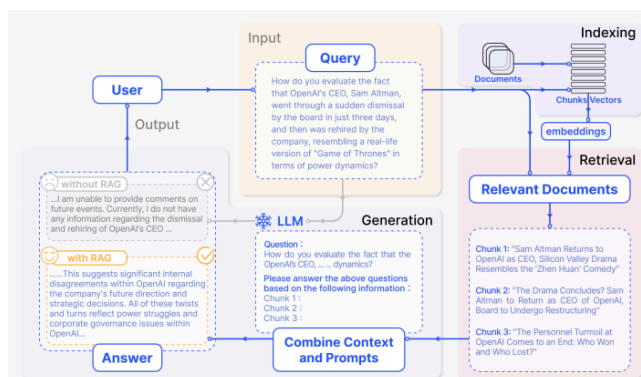 Input
Query
How do you evaluate the fact
that OpenAI's CEO, Sam Altman,
went through a sudden dismissal
by the board in just three days,
and then was rehired by the
company, resembling a real-life
version of "Game of Thrones" in
terms of power dynamics?
Indexing
Documents
Chunks Vectors
embeddings
User
Output
Retrieval
Relevant Documents
Chunk 1: "Sam Altman Returns to
OpenAI as CEO, Silicon Valley Drama
Resembles the 'Zhen Huan' Comedy"
Chunk 2: "The Drama Concludes? Sam
Altman to Return as CEO of OpenAI,
Board to Undergo Restructuring"
Chunk 3: "The Personnel Turmoil at
OpenAI Comes to an End: Who Won
and Who Lost?"
LLM
Generation
Question :
How do you evaluate the fact that the
OpenAI's CEO, ... ... dynamics?
Please answer the above questions
based on the following information :
Chunk 1 :
Chunk 2 :
Chunk 3 :
Combine Context
and Prompts
without RAG
...I am unable to provide comments on
future events. Currently, I do not have
any information regarding the dismissal
and rehiring of OpenAI's CEO ...
with RAG
......This suggests significant internal
disagreements within OpenAI regarding
the company's future direction and
strategic decisions. All of these twists
and turns reflect power struggles and
corporate governance issues within
OpenAI...
Answer